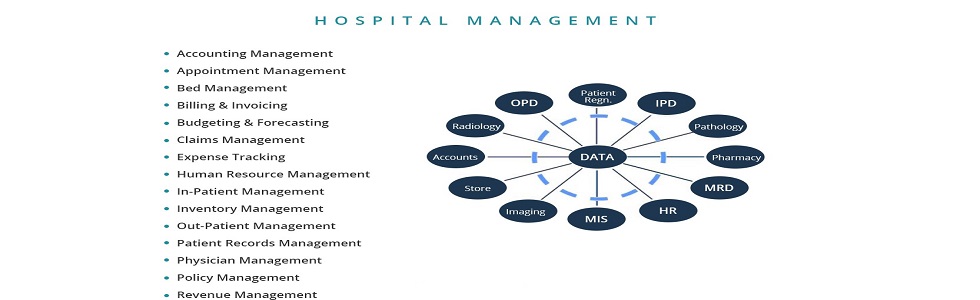 HOSPITAL MANAGEMENT
Accounting Management
Appointment Management
Bed Management
Billing & Invoicing
Budgeting & Forecasting
Claims Management
Expense Tracking
Human Resource Management
In-Patient Management
Inventory Management
Out-Patient Management
Patient Records Management
Physician Management
Policy Management
Revenue Management
Patient
Regn.
OPD
IPD
Radiology
Pathology
Accounts
DATA
Pharmacy
Store
MRD
Imaging
MIS
HR